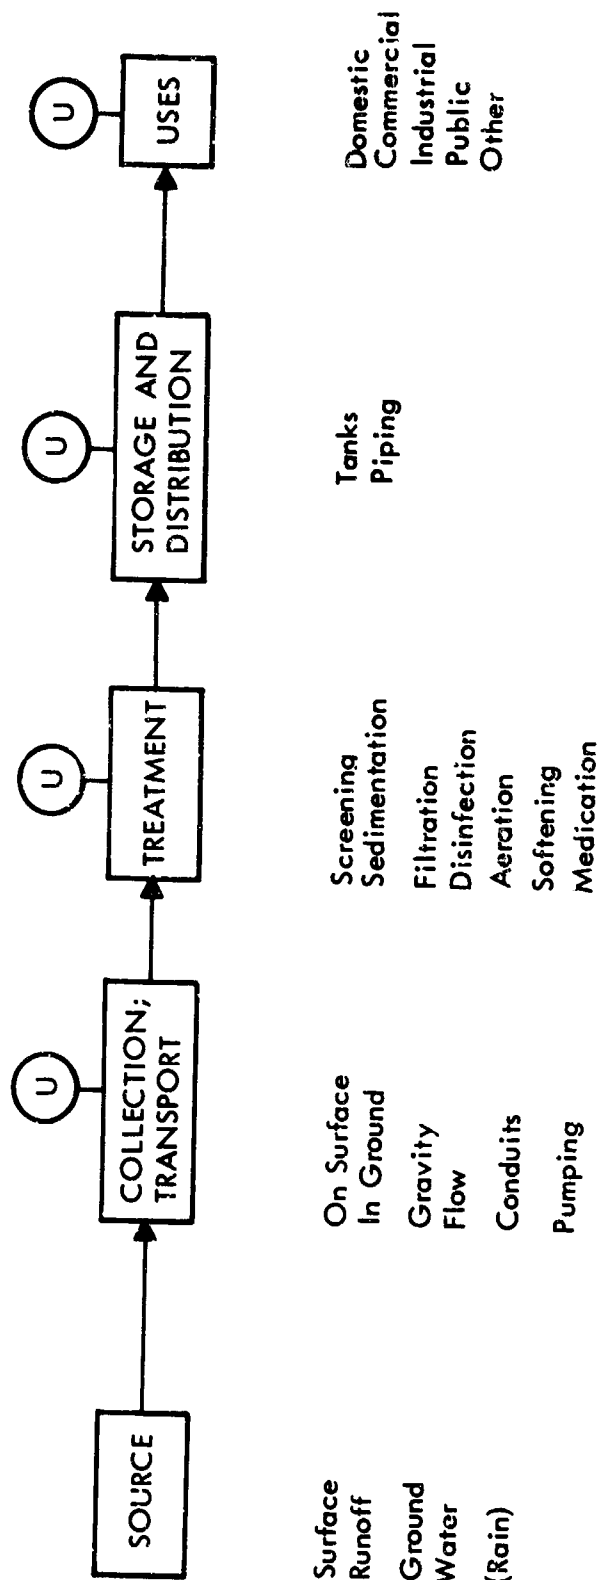 SOURCE
Surface
Runoff
Ground
Water
(Rain)
U
COLLECTION;
TRANSPORT
On Surface
In Ground
Gravity
Flow
Conduits
Pumping
U
TREATMENT
Screening
Sedimentation
Filtration
Disinfection
Aeration
Softening
Medication
U
STORAGE AND
DISTRIBUTION
Tanks
Piping
U
USES
Domestic
Commercial
Industrial
Public
Other